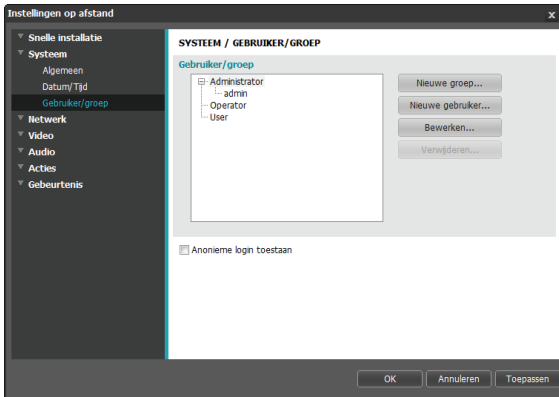 Instellingen op afstand
x
Snelle installatie
Systeem
Algemeen
Datum/Tijd
Gebruiker/groep
Netwerk
Video
Audio
Acties
Gebeurtenis
SYSTEEM / GEBRUIKER/GROEP
Gebruiker/groep
Administrator
admin
Operator
User
Nieuwe groep...
Nieuwe gebruiker...
Bewerken...
Verwijderen...
Anonieme login toestaan
OK
Annuleren
Toepassen